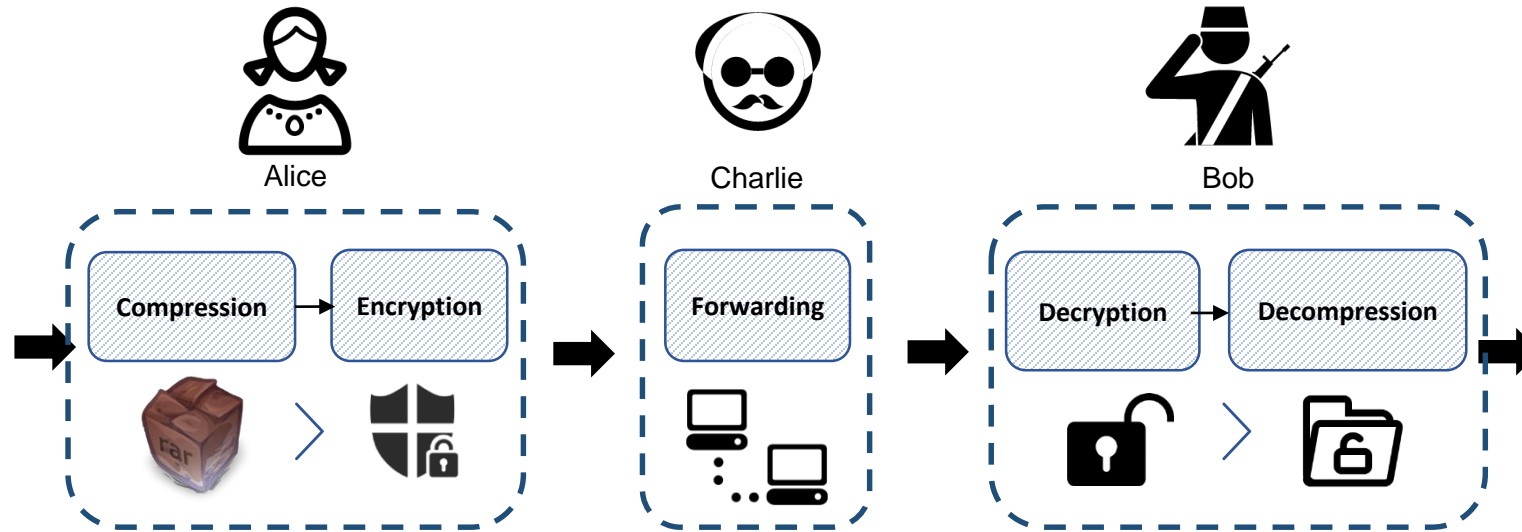 Alice
Charlie
Bob
Compression
Encryption
Forwarding
Decryption
Decompression
rar